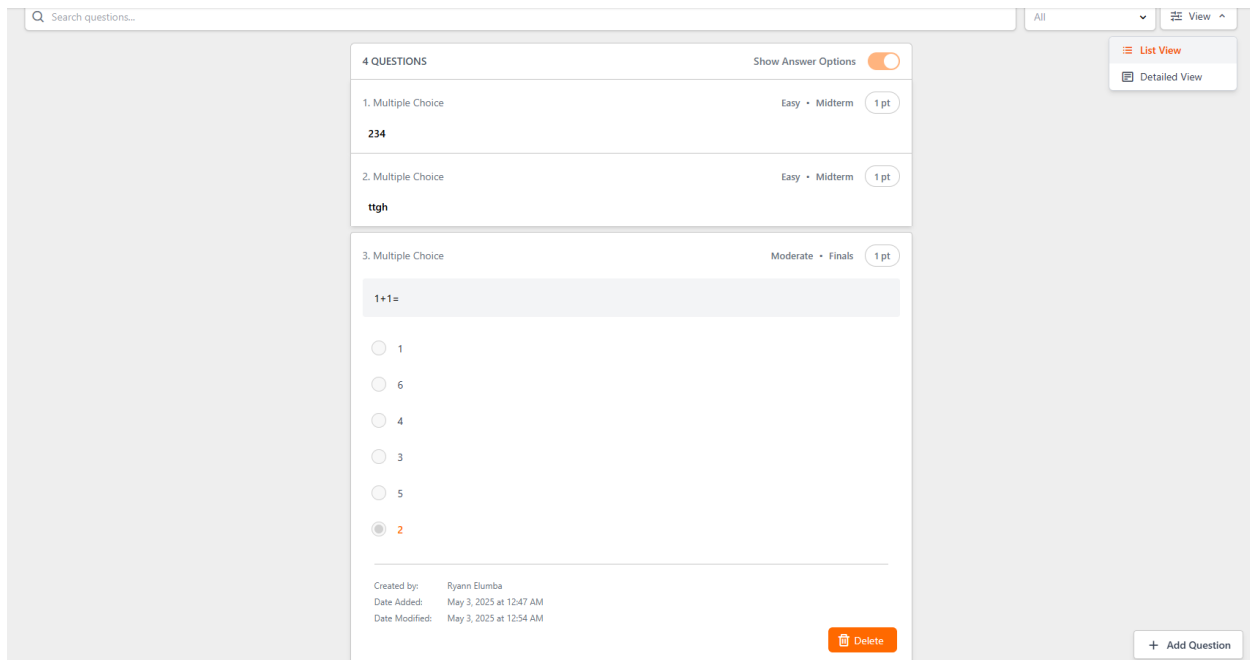 Search questions...
All
View
List View
Detailed View
4 QUESTIONS
Show Answer Options
1. Multiple Choice
Easy • Midterm
1 pt
234
2. Multiple Choice
Easy • Midterm
1 pt
ttgh
3. Multiple Choice
Moderate • Finals
1 pt
1+1=
1
6
4
3
5
2
Created by: Ryann Elumba
Date Added: May 3, 2025 at 12:47 AM
Date Modified: May 3, 2025 at 12:54 AM
Delete
+ Add Question